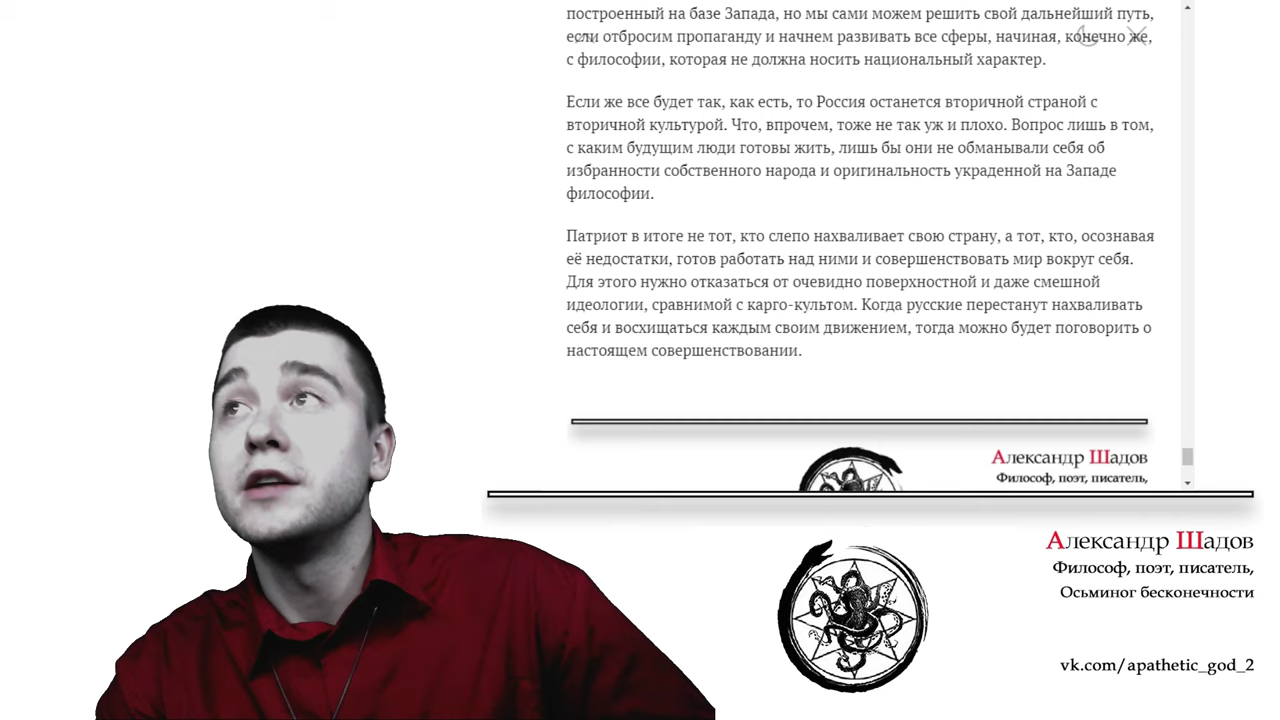 построенный на базе Запада, но мы сами можем решить свой дальнейший путь,
если отбросим пропаганду и начнем развивать все сферы, начиная, конечно же,
с философии, которая не должна носить национальный характер.
Если же все будет так, как есть, то Россия останется вторичной страной с
вторичной культурой. Что, впрочем, тоже не так уж и плохо. Вопрос лишь в том,
с каким будущим люди готовы жить, лишь бы они не обманывали себя об
избранности собственного народа и оригинальность украденной на Западе
философии.
Патриот в итоге не тот, кто слепо нахваливает свою страну, а тот, кто, осознавая
её недостатки, готов работать над ними и совершенствовать мир вокруг себя.
Для этого нужно отказаться от очевидно поверхностной и даже смешной
идеологии, сравнимой с карго-культом. Когда русские перестанут нахваливать
себя и восхищаться каждым своим движением, тогда можно будет поговорить о
настоящем совершенствовании.
Александр Шадов
Философ, поэт, писатель,
Александр Шадов
Философ, поэт, писатель,
Осьминог бесконечности
vk.com/apathetic_god_2